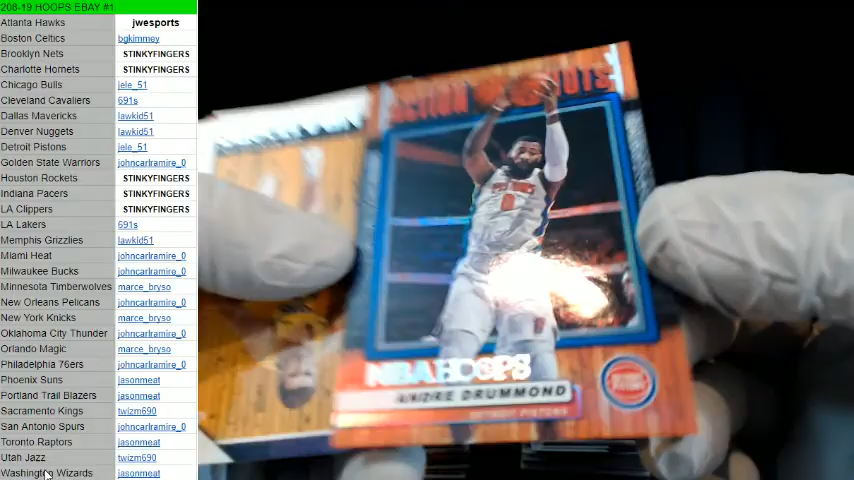 208-19 HOOPS EBAY #1
Atlanta Hawks jwesports
Boston Celtics bgkimmey
Brooklyn Nets STINKYFINGERS
Charlotte Hornets STINKYFINGERS
Chicago Bulls jele_51
Cleveland Cavaliers 691s
Dallas Mavericks lawkid51
Denver Nuggets lawkid51
Detroit Pistons jele_51
Golden State Warriors johncarlramire_0
Houston Rockets STINKYFINGERS
Indiana Pacers STINKYFINGERS
LA Clippers STINKYFINGERS
LA Lakers 691s
Memphis Grizzlies lawkid51
Miami Heat johncarlramire_0
Milwaukee Bucks johncarlramire_0
Minnesota Timberwolves marce_bryso
New Orleans Pelicans johncarlramire_0
New York Knicks marce_bryso
Oklahoma City Thunder johncarlramire_0
Orlando Magic marce_bryso
Philadelphia 76ers johncarlramire_0
Phoenix Suns jasonmeat
Portland Trail Blazers jasonmeat
Sacramento Kings twizm690
San Antonio Spurs johncarlramire_0
Toronto Raptors jasonmeat
Utah Jazz twizm690
Washington Wizards jasonmeat
ACTION
NBA HOOPS
ANDRE DRUMMOND
DETROIT PISTONS